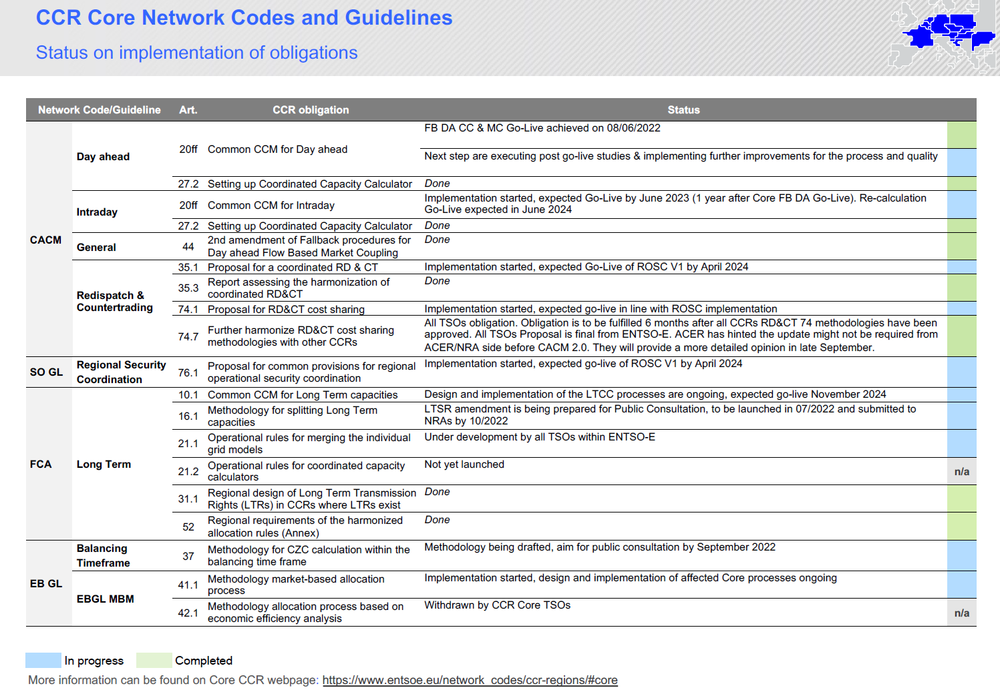 CCR Core Network Codes and Guidelines
Status on implementation of obligations
Network Code/Guideline Art. CCR obligation Status
CACM
Day ahead
20ff Common CCM for Day ahead
FB DA CC & MC Go-Live achieved on 08/06/2022
Next step are executing post go-live studies & implementing further improvements for the process and quality
27.2 Setting up Coordinated Capacity Calculator Done
Intraday
20ff Common CCM for Intraday
Implementation started, expected Go-Live by June 2023 (1 year after Core FB DA Go-Live). Re-calculation
Go-Live expected in June 2024
27.2 Setting up Coordinated Capacity Calculator Done
General
44
2nd amendment of Fallback procedures for
Day ahead Flow Based Market Coupling
Done
Redispatch &
Countertrading
35.1 Proposal for a coordinated RD & CT Implementation started, expected Go-Live of ROSC V1 by April 2024
35.3
Report assessing the harmonization of
coordinated RD&CT
Done
74.1 Proposal for RD&CT cost sharing Implementation started, expected go-live in line with ROSC implementation
74.7
Further harmonize RD&CT cost sharing
methodologies with other CCRs
All TSOs obligation. Obligation is to be fulfilled 6 months after all CCRs RD&CT 74 methodologies have been
approved. All TSOs Proposal is final from ENTSO-E. ACER has hinted the update might not be required from
ACER/NRA side before CACM 2.0. They will provide a more detailed opinion in late September.
SO GL
Regional Security
Coordination
76.1
Proposal for common provisions for regional
operational security coordination
Implementation started, expected go-live of ROSC V1 by April 2024
FCA
Long Term
10.1 Common CCM for Long Term capacities Design and implementation of the LTCC processes are ongoing, expected go-live November 2024
16.1
Methodology for splitting Long Term
capacities
LTSR amendment is being prepared for Public Consultation, to be launched in 07/2022 and submitted to
NRAs by 10/2022
21.1
Operational rules for merging the individual
grid models
Under development by all TSOs within ENTSO-E
21.2
Operational rules for coordinated capacity
calculators
Not yet launched
n/a
31.1
Regional design of Long Term Transmission
Rights (LTRs) in CCRs where LTRs exist
Done
52
Regional requirements of the harmonized
allocation rules (Annex)
Done
EB GL
Balancing
Timeframe
37
Methodology for CZC calculation within the
balancing time frame
Methodology being drafted, aim for public consultation by September 2022
EBGL MBM
41.1
Methodology market-based allocation
process
Implementation started, design and implementation of affected Core processes ongoing
42.1
Methodology allocation process based on
economic efficiency analysis
Withdrawn by CCR Core TSOs
n/a
In progress Completed
More information can be found on Core CCR webpage: https://www.entsoe.eu/network_codes/ccr-regions/#core